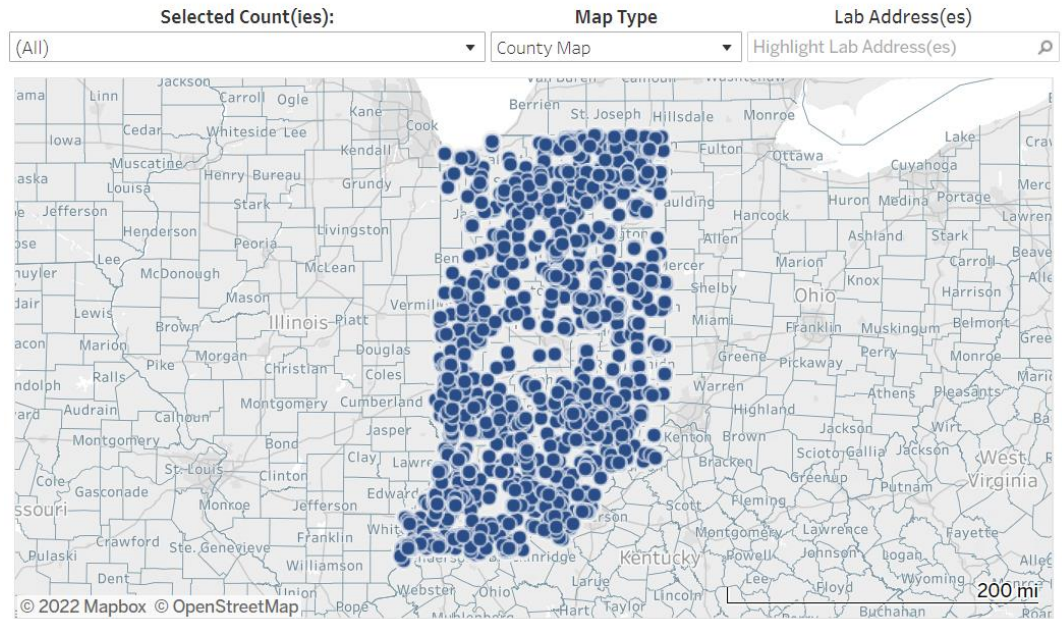 Selected Count(ies):
Map Type
Lab Address(es)
(All)
County Map
Highlight Lab Address(es)
Jackson
Carroll Ogle
Linn
Berrien
St. Joseph Hillsdale
Monroe
Kane
Cook
Cedar
Whiteside Lee
Iowa
Kendall
Fulton
Ottawa
Lake
Cuyahoga
Muscatine
Henry Bureau
Grundy
Louisa
Huron Medina
Portage
Stark
Jefferson
Hancock
Henderson
Livingston
Allen
Ashland
Stark
Peoria
Lee
McDonough
McLean
Marion
Carroll
Knox
Mason
Shelby
Harrison
Lewis
Ohio
Illinois
Piatt
Brown
Miami
Franklin
Muskingum
Belmont
Marion
Morgan
Douglas
Greene
Pickaway
Perry
Monroe
Pike
Christian
Coles
Ralls
Warren
Athens
Pleasants
Audrain
Montgomery
Cumberland
Highland
Calhoun
Jackson
Wirt
Montgomery
Bond
Jasper
Kenton
Brown
Clay
Scioto
Gallia
Jackson
Bracken
West
St. Louis
Clinton
Greenup
Putnam
Virginia
Cole
Gasconade
Edward
Fleming
Monroe
Jefferson
Scott
Crawford
Ste. Genevieve
Franklin
Montgomery
Lawrence
Fayette
Pulaski
Williamson
Kentucky
Powell
Johnson
Logan
Dent
Webster
Ohio
Larue
Lee
Floyd
Wyoming
Union
Pope
Hart
Taylor
Lincoln
Buchanan
200 mi
© 2022 Mapbox © OpenStreetMap